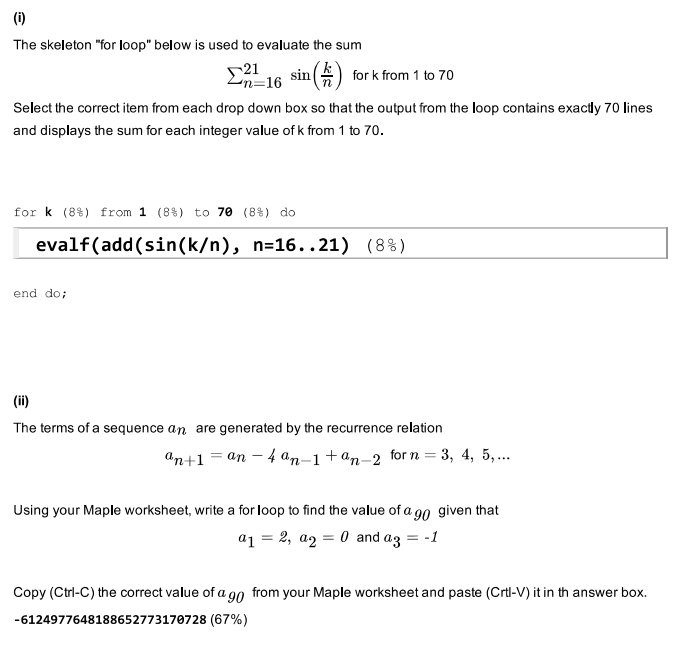 (i)
The skeleton "for loop" below is used to evaluate the sum
∑_{n=16}^{21} sin(k/n) for k from 1 to 70
Select the correct item from each drop down box so that the output from the loop contains exactly 70 lines
and displays the sum for each integer value of k from 1 to 70.
for k (8%) from 1 (8%) to 70 (8%) do
evalf(add(sin(k/n), n=16..21) (8%)
end do;
(ii)
The terms of a sequence a_n are generated by the recurrence relation
a_{n+1} = a_n − 4 a_{n−1} + a_{n−2} for n = 3, 4, 5,...
Using your Maple worksheet, write a for loop to find the value of a_{90} given that
a_1 = 2, a_2 = 0 and a_3 = -1
Copy (Ctrl-C) the correct value of a_{90} from your Maple worksheet and paste (Crtl-V) it in th answer box.
-6124977648188652773170728 (67%)